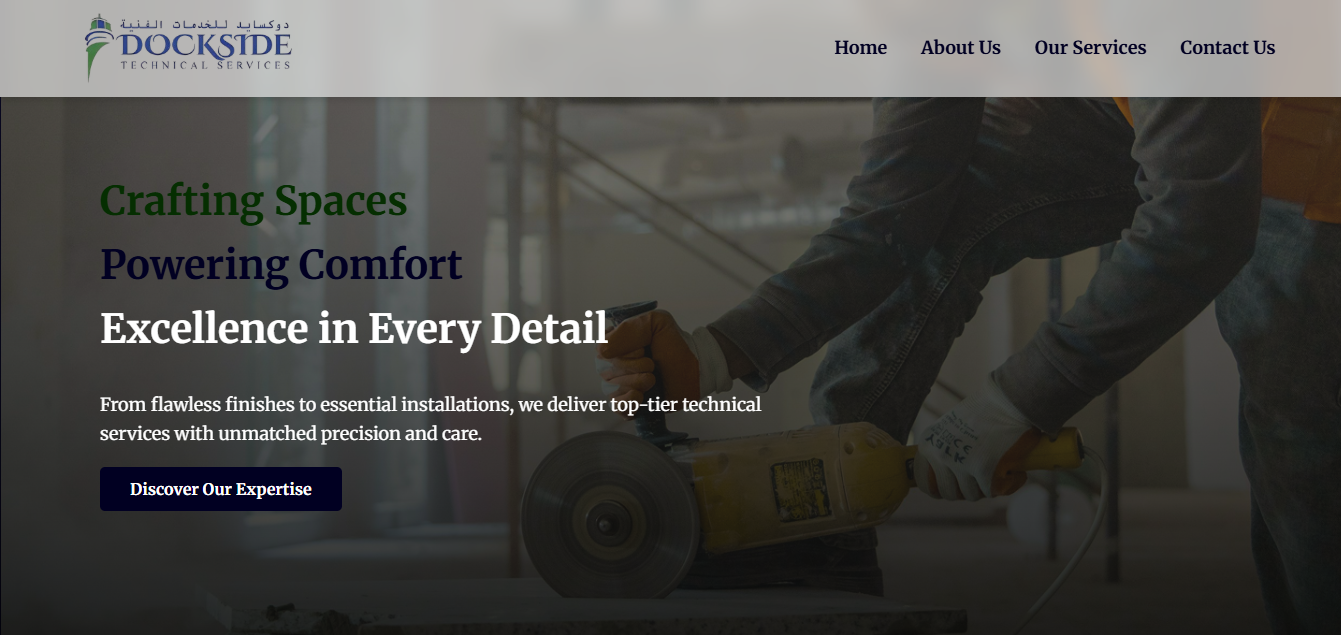 دوكسايد للخدمات الفنية
DOCKSIDE
TECHNICAL SERVICES
Home About Us Our Services Contact Us
Crafting Spaces
Powering Comfort
Excellence in Every Detail
From flawless finishes to essential installations, we deliver top-tier technical
services with unmatched precision and care.
Discover Our Expertise